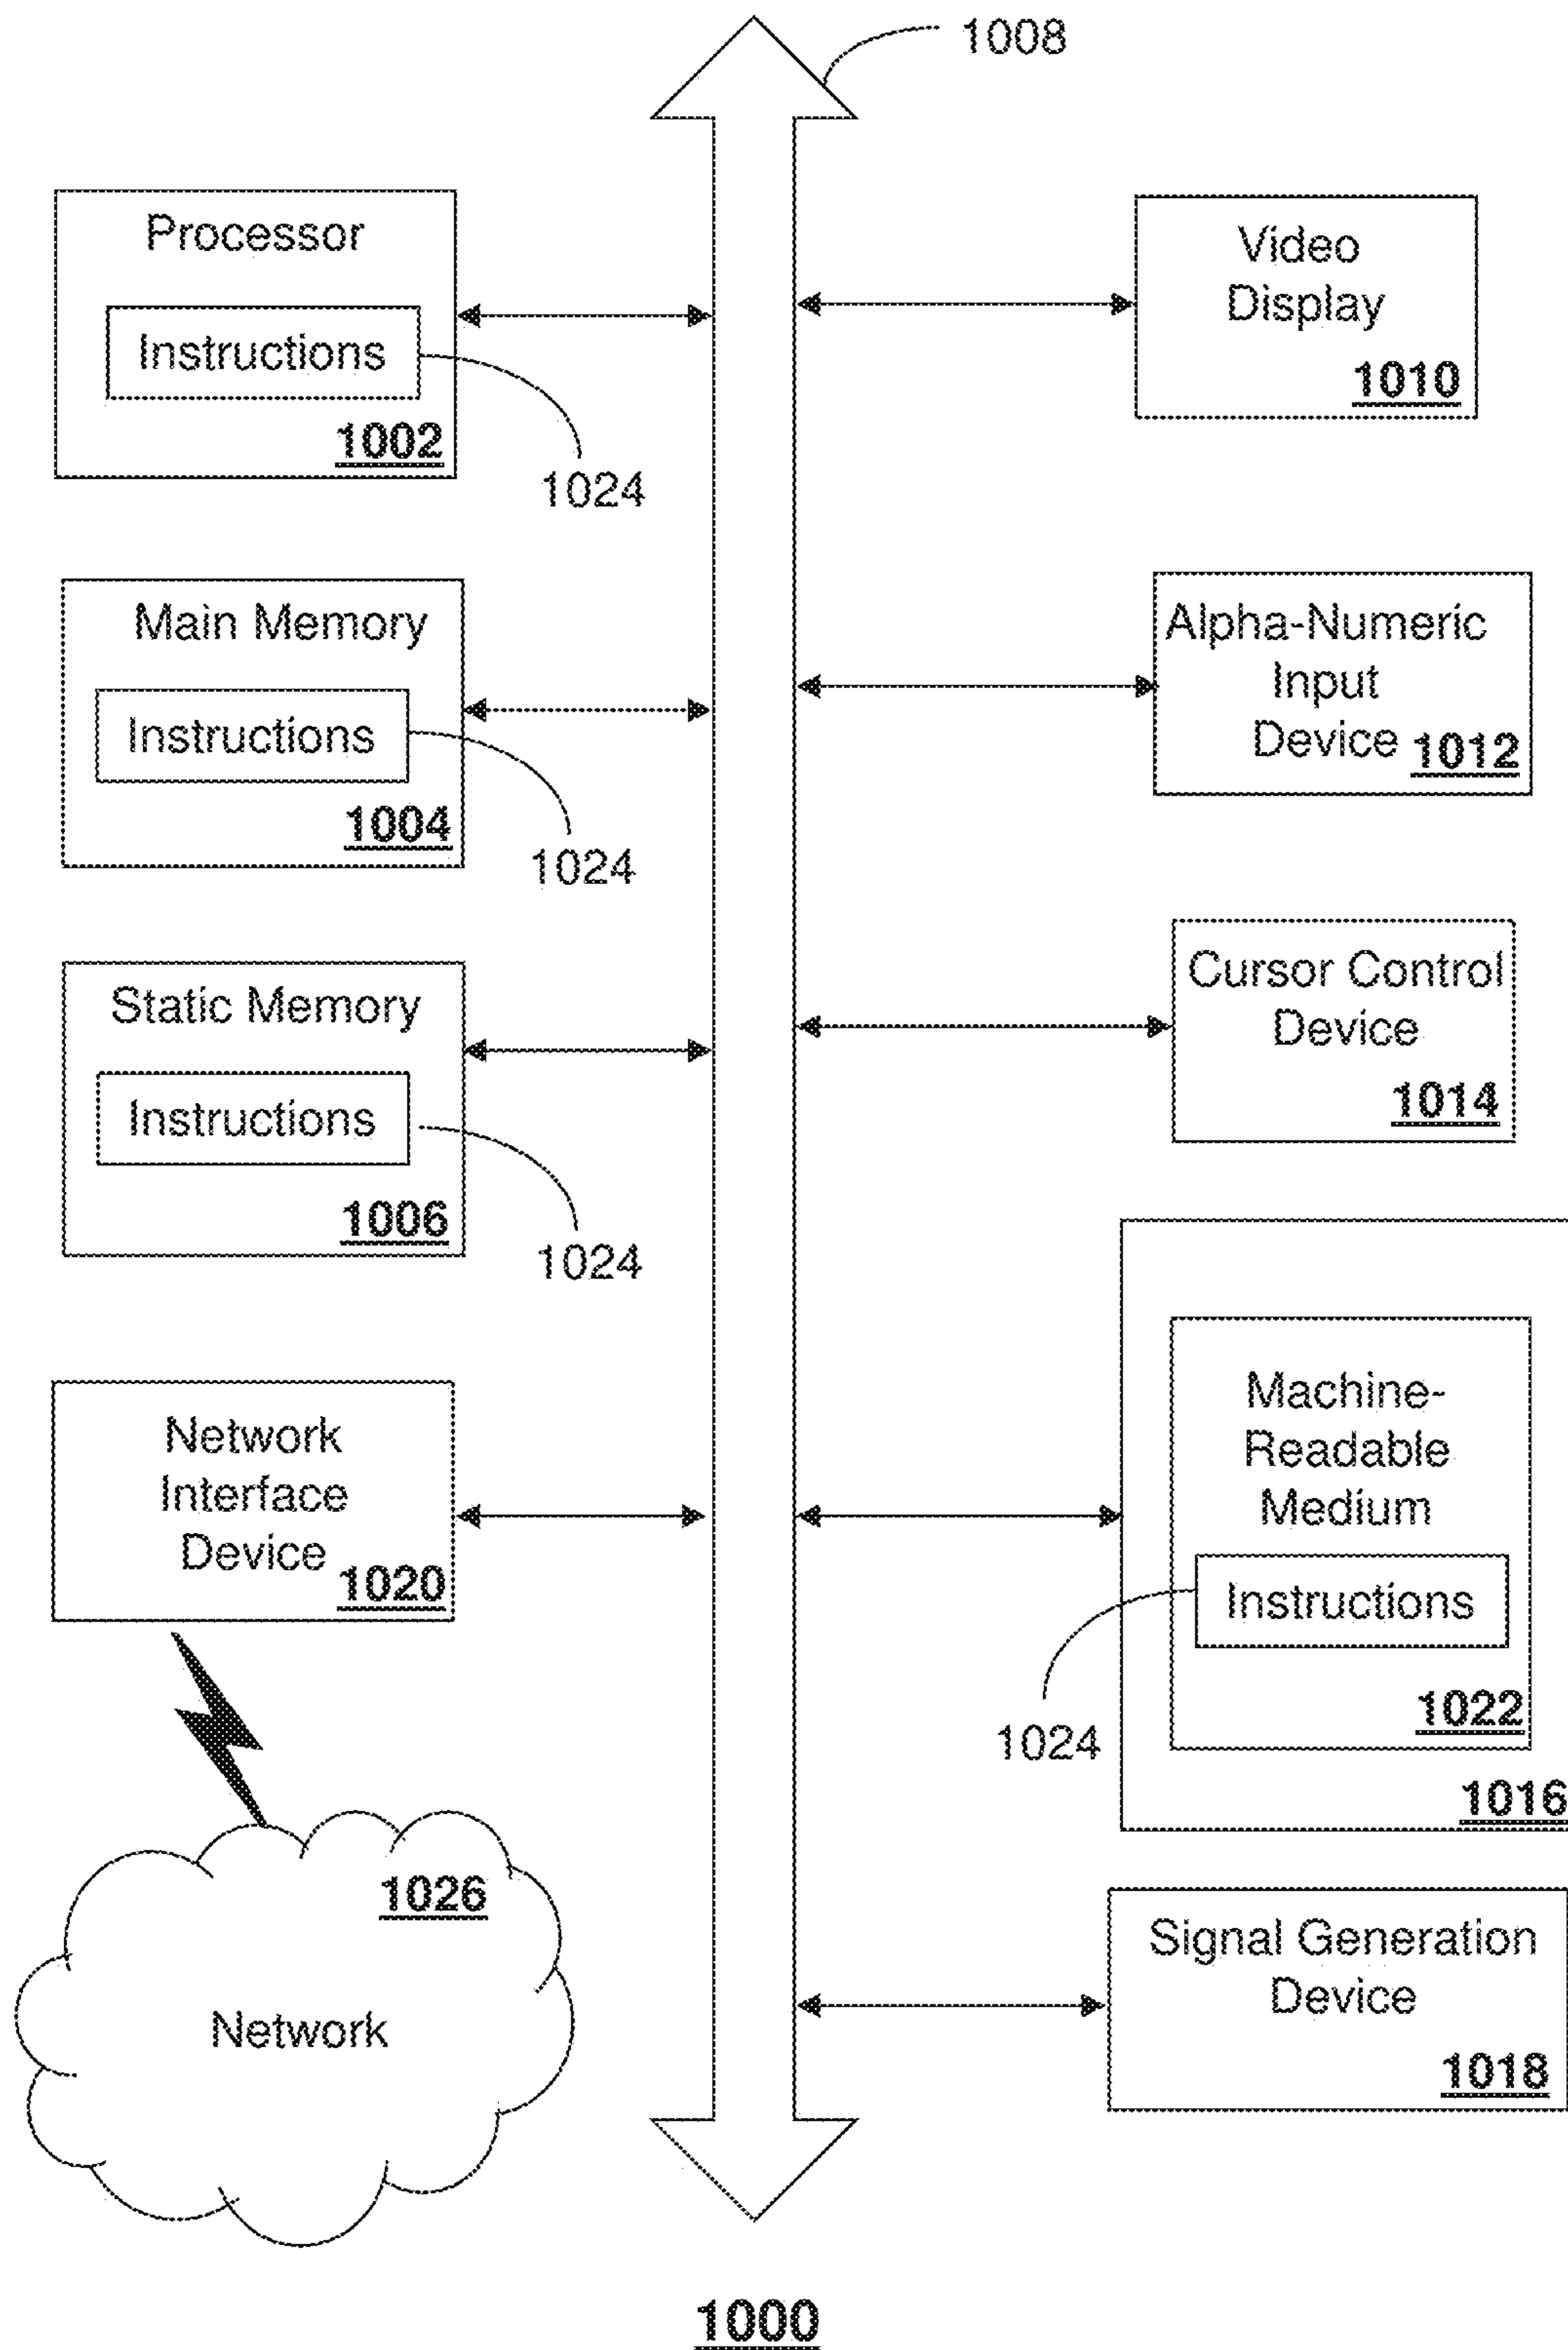 1008
Processor
Instructions
1002
1024
Main Memory
Instructions
1004
1024
Static Memory
Instructions
1006
1024
Network
Interface
Device
1020
1026
Network
Video
Display
1010
Alpha-Numeric
Input
Device 1012
Cursor Control
Device
1014
Machine-
Readable
Medium
Instructions
1022
1024
1016
Signal Generation
Device
1018
1000